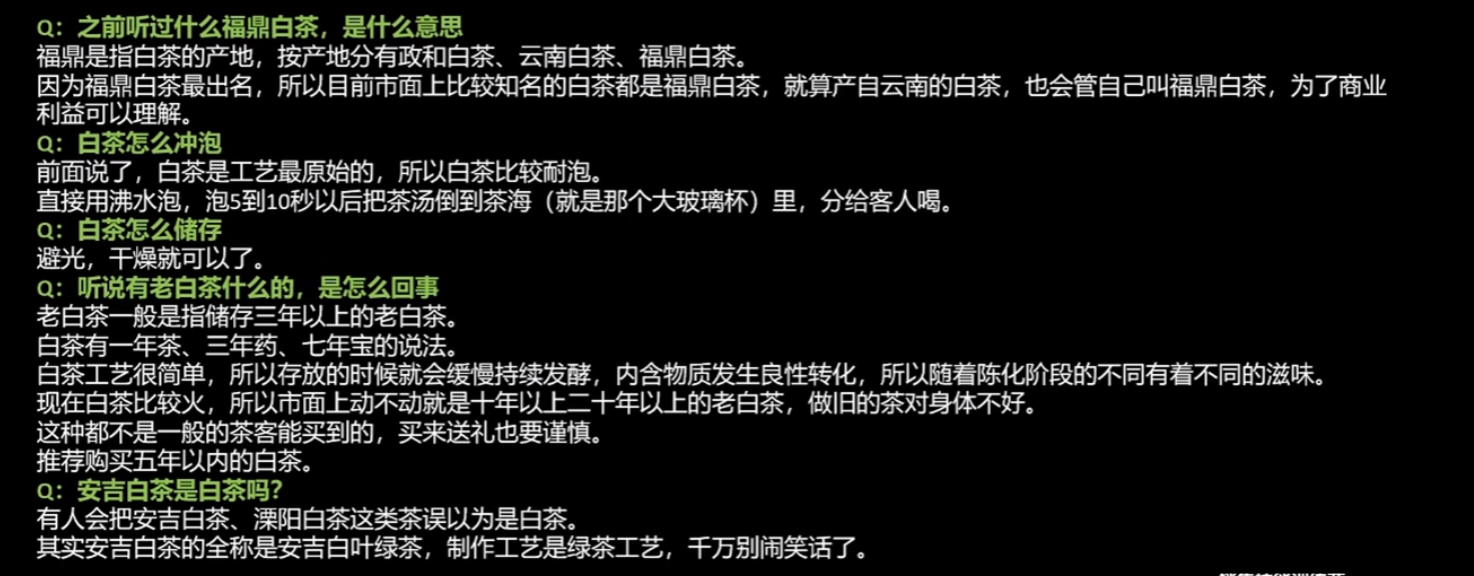 Q：之前听过什么福鼎白茶，是什么意思
福鼎是指白茶的产地，按产地分有政和白茶、云南白茶、福鼎白茶。
因为福鼎白茶最出名，所以目前市面上比较知名的白茶都是福鼎白茶，就算产自云南的白茶，也会管自己叫福鼎白茶，为了商业
利益可以理解。
Q：白茶怎么冲泡
前面说了，白茶是工艺最原始的，所以白茶比较耐泡。
直接用沸水泡，泡5到10秒以后把茶汤倒到茶海（就是那个大玻璃杯）里，分给客人喝。
Q：白茶怎么储存
避光，干燥就可以了。
Q：听说有老白茶什么的，是怎么回事
老白茶一般是指储存三年以上的老白茶。
白茶有一年茶、三年药、七年宝的说法。
白茶工艺很简单，所以存放的时候就会缓慢持续发酵，内含物质发生良性转化，所以随着陈化阶段的不同有着不同的滋味。
现在白茶比较火，所以市面上动不动就是十年以上二十年以上的老白茶，做旧的茶对身体不好。
这种都不是一般的茶客能买到的，买来送礼也要谨慎。
推荐购买五年以内的白茶。
Q：安吉白茶是白茶吗?
有人会把安吉白茶、溧阳白茶这类茶误以为是白茶。
其实安吉白茶的全称是安吉白叶绿茶，制作工艺是绿茶工艺，千万别闹笑话了。